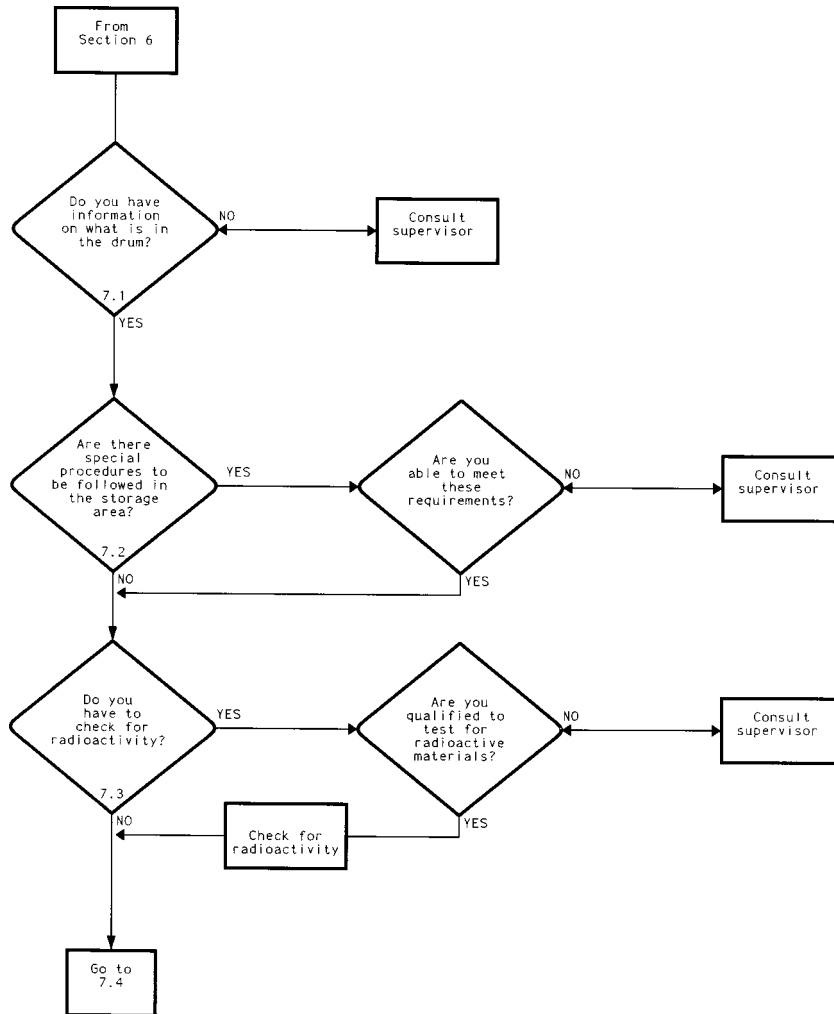 From
Section 6
Do you have
information
on what is in
the drum?
7.1
NO
Consult
supervisor
YES
Are there
special
procedures to
be followed in
the storage
area?
7.2
YES
Are you
able to meet
these
requirements?
NO
Consult
supervisor
NO
YES
Do you
have to
check for
radioactivity?
7.3
YES
Are you
qualified to
test for
radioactive
materials?
NO
Consult
supervisor
NO
YES
Check for
radioactivity
Go to
7.4